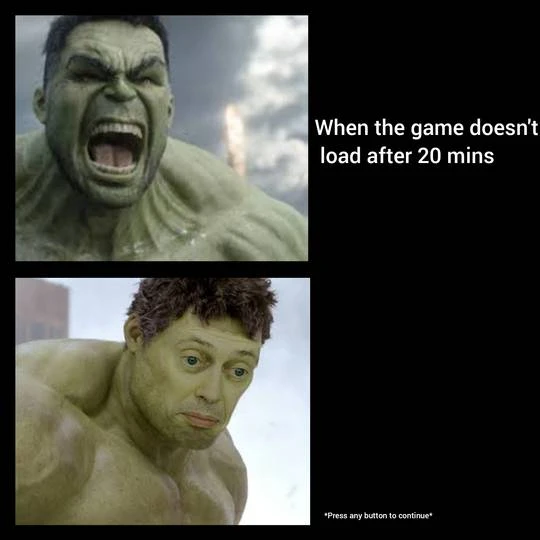 When the game doesn't
load after 20 mins
*Press any button to continue*